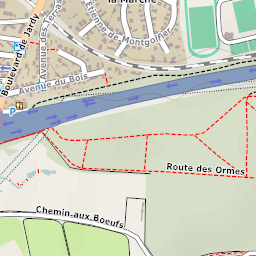 la Marche
Étienne de Montgolfier
Boulevard de Jardy
Avenue des Terrasses
Avenue du Bois
P
Route des Ormes
Chemin aux Boeufs